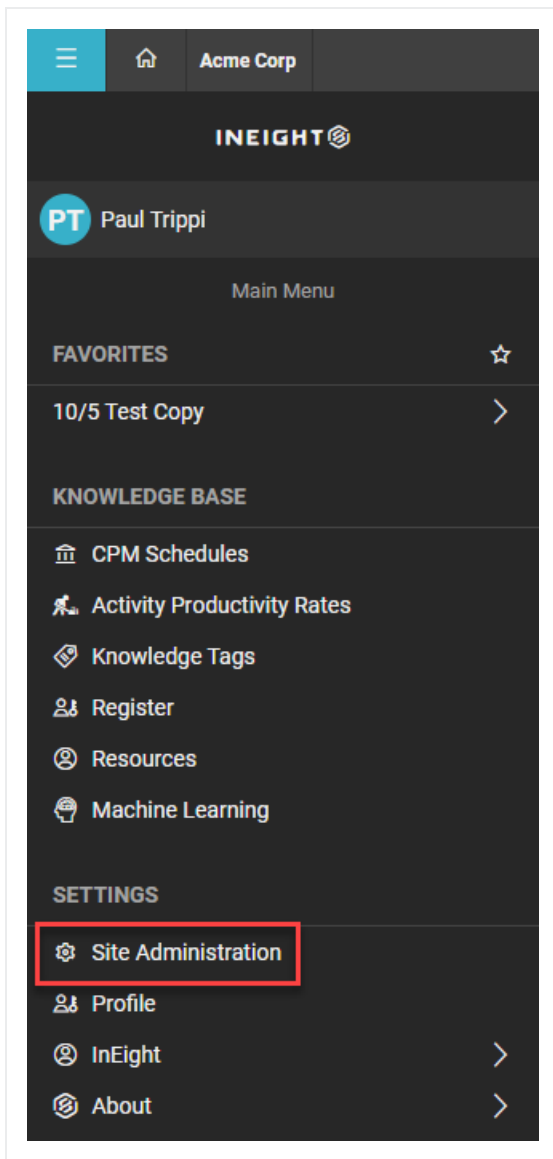 Acme Corp
INEIGHT
PT Paul Trippi
Main Menu
FAVORITES
10/5 Test Copy
KNOWLEDGE BASE
CPM Schedules
Activity Productivity Rates
Knowledge Tags
Register
Resources
Machine Learning
SETTINGS
Site Administration
Profile
InEight
About